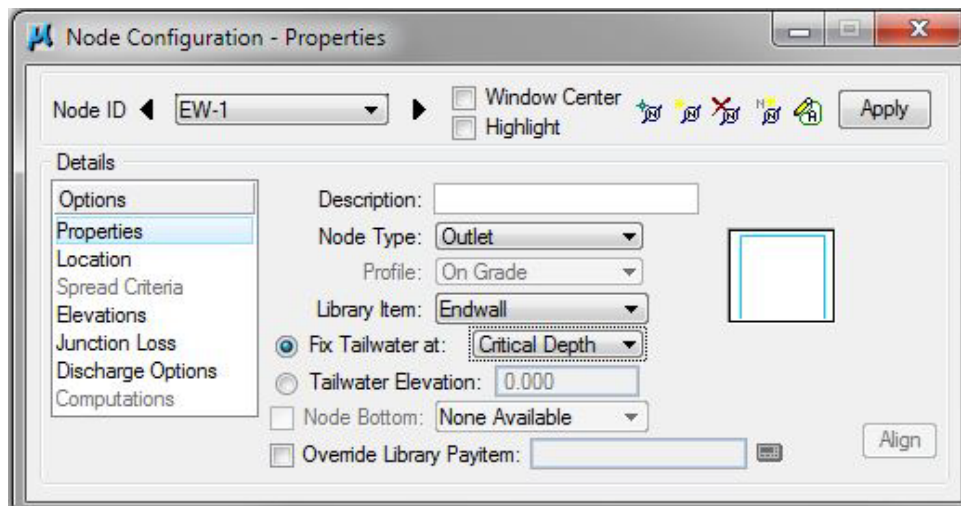 Node Configuration - Properties
Node ID EW-1 Window Center Highlight Apply
Details
Options
Properties
Location
Spread Criteria
Elevations
Junction Loss
Discharge Options
Computations
Description:
Node Type: Outlet
Profile: On Grade
Library Item: Endwall
Fix Tailwater at: Critical Depth
Tailwater Elevation: 0.000
Node Bottom: None Available
Override Library Payitem:
Align